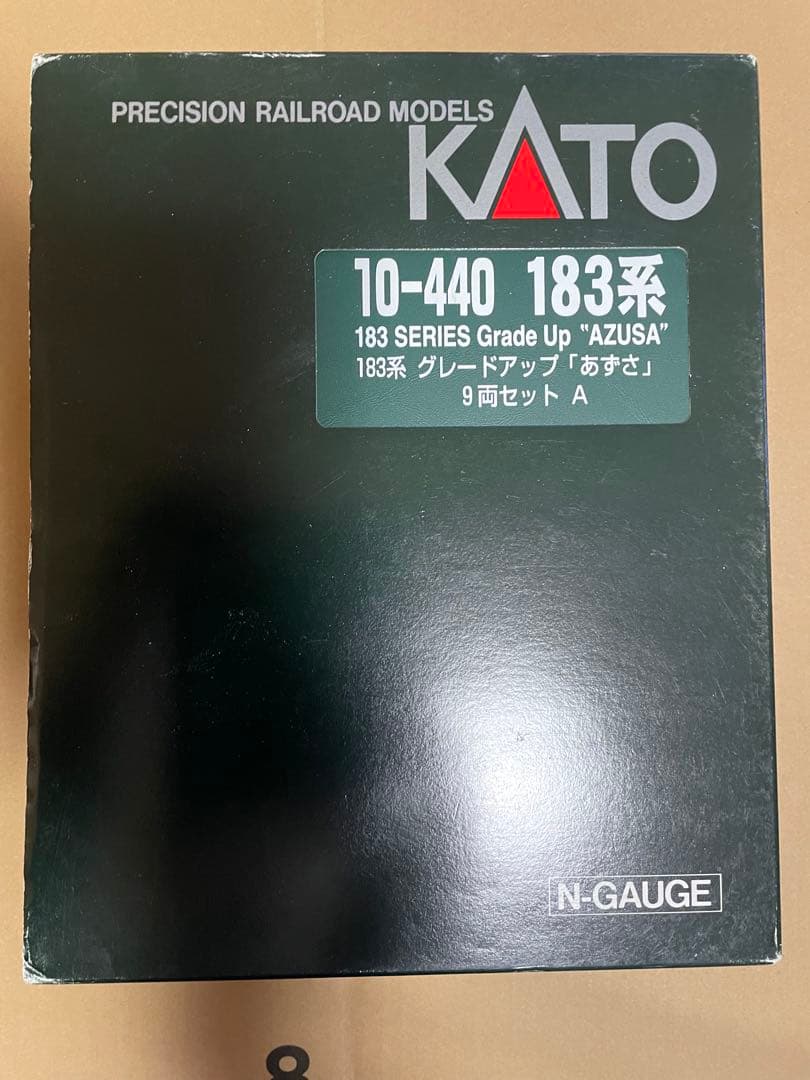 PRECISION RAILROAD MODELS
KATO
10-440 183系
183 SERIES Grade Up "AZUSA"
183系 グレードアップ「あずさ」
9両セット A
N-GAUGE
8